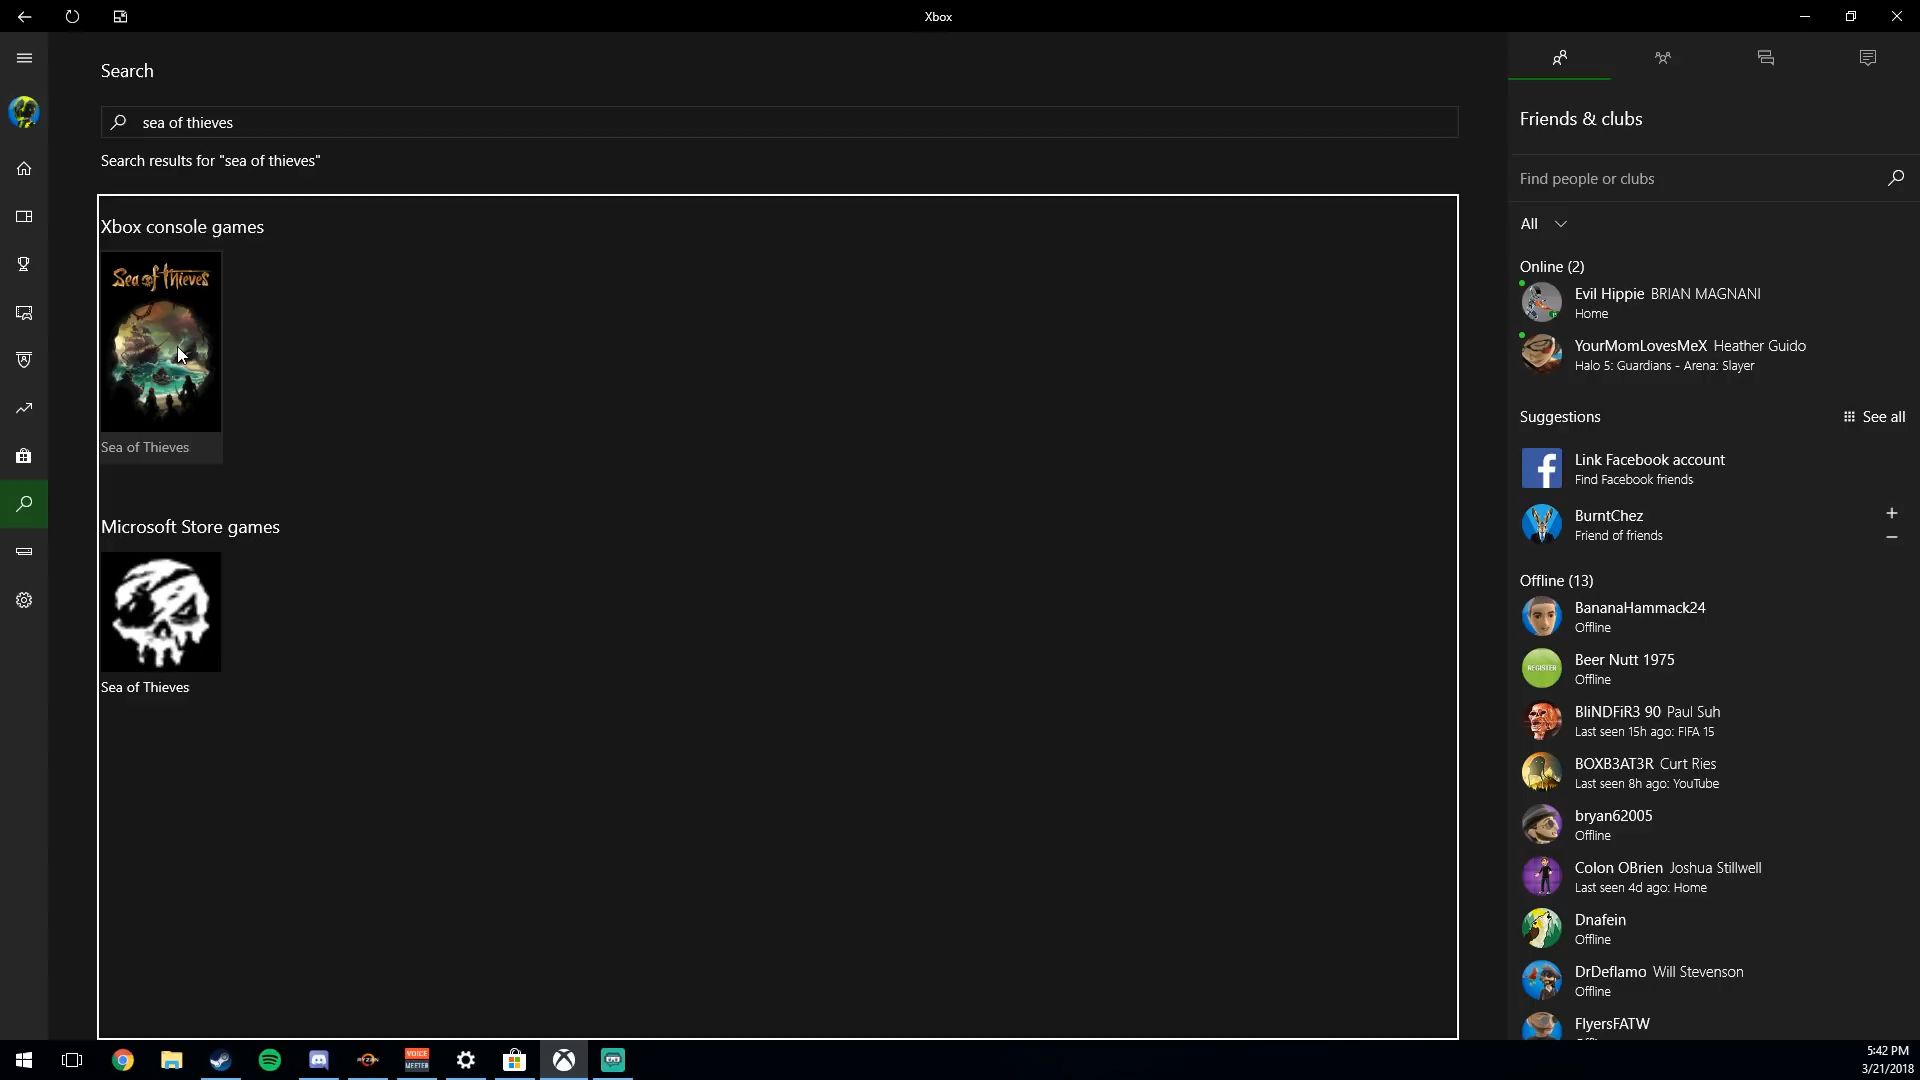 Xbox
Search
sea of thieves
Search results for "sea of thieves"
Xbox console games
Sea of Thieves
Sea of Thieves
Microsoft Store games
Sea of Thieves
Friends & clubs
Find people or clubs
All
Online (2)
Evil Hippie BRIAN MAGNANI
Home
YourMomLovesMeX Heather Guido
Halo 5: Guardians - Arena: Slayer
Suggestions
See all
Link Facebook account
Find Facebook friends
BurntChez
Friend of friends
Offline (13)
BananaHammack24
Offline
REGISTER
Beer Nutt 1975
Offline
BliNDFiR3 90 Paul Suh
Last seen 15h ago: FIFA 15
BOXB3AT3R Curt Ries
Last seen 8h ago: YouTube
bryan62005
Offline
Colon OBrien Joshua Stillwell
Last seen 4d ago: Home
Dnafein
Offline
DrDeflamo Will Stevenson
Offline
FlyersFATW
RYZEN
VOICE
MEETER
5:42 PM
3/21/2018